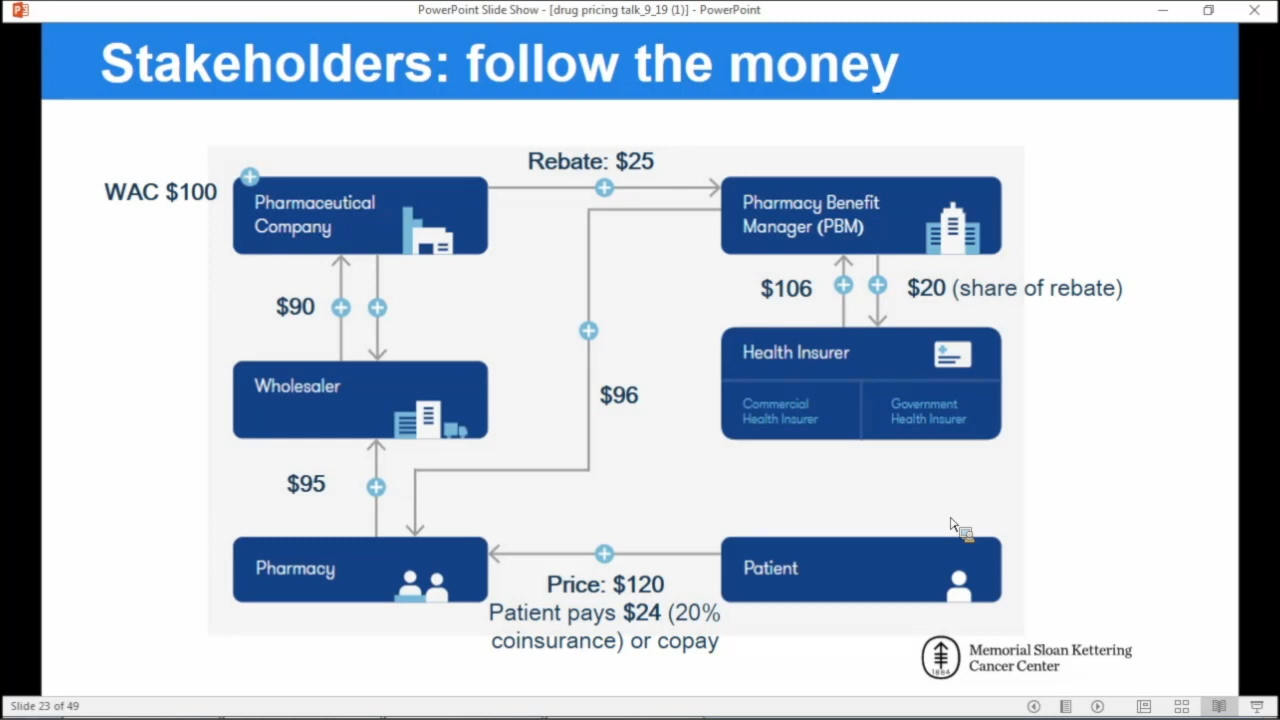 PowerPoint Slide Show - [drug pricing talk_9_19 (1)] - PowerPoint
Stakeholders: follow the money
Rebate: $25
WAC $100
Pharmaceutical
Company
Pharmacy Benefit
Manager (PBM)
$90
$106
$20 (share of rebate)
Health Insurer
Commercial
Health Insurer
Government
Health Insurer
Wholesaler
$96
$95
Pharmacy
Patient
Price: $120
Patient pays $24 (20%
coinsurance) or copay
1884
Memorial Sloan Kettering
Cancer Center
Slide 23 of 49